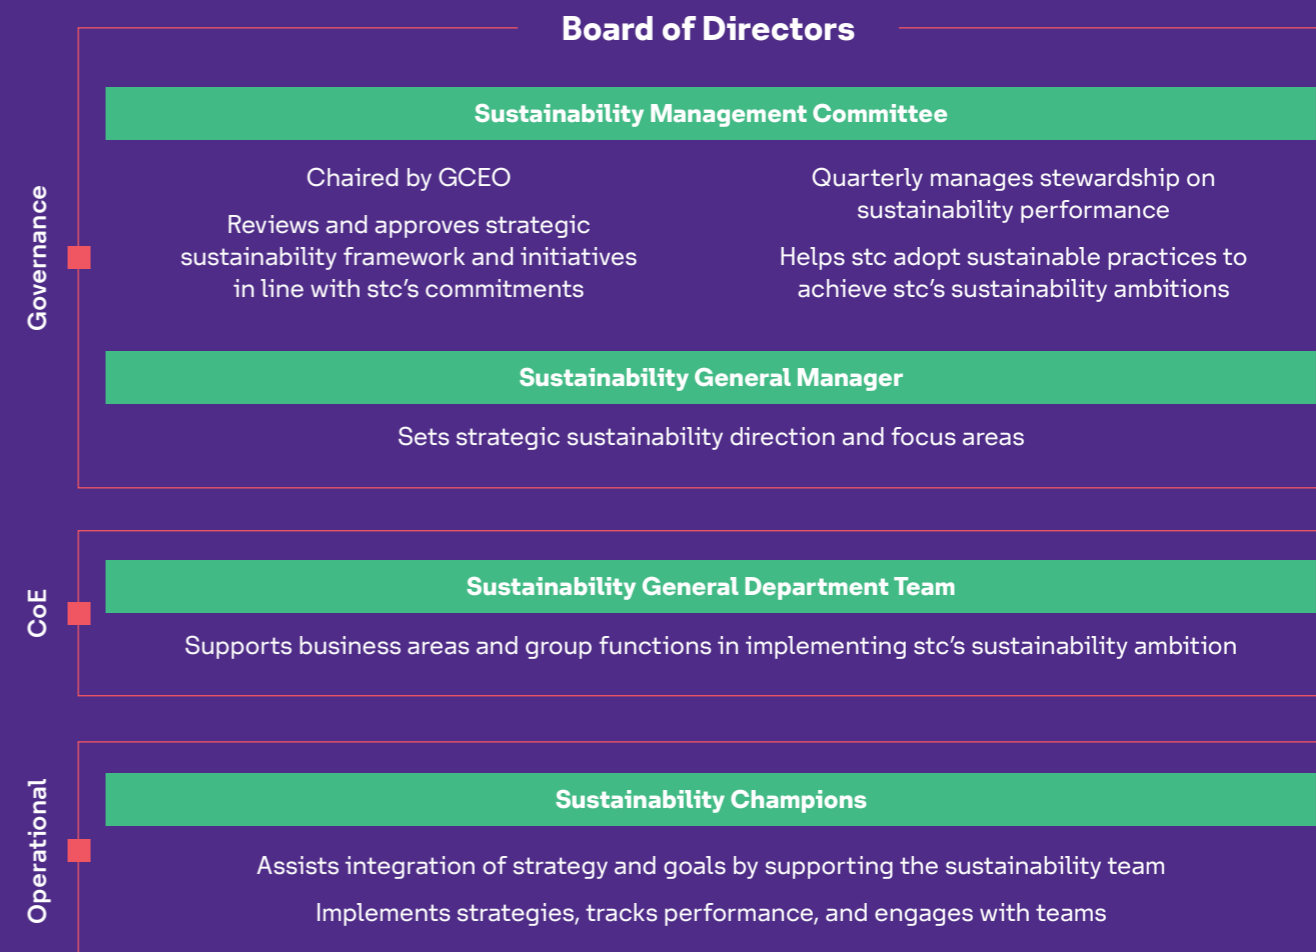 Board of Directors
Governance
Sustainability Management Committee
Chaired by GCEO
Reviews and approves strategic
sustainability framework and initiatives
in line with stc’s commitments
Quarterly manages stewardship on
sustainability performance
Helps stc adopt sustainable practices to
achieve stc’s sustainability ambitions
Sustainability General Manager
Sets strategic sustainability direction and focus areas
CoE
Sustainability General Department Team
Supports business areas and group functions in implementing stc’s sustainability ambition
Operational
Sustainability Champions
Assists integration of strategy and goals by supporting the sustainability team
Implements strategies, tracks performance, and engages with teams